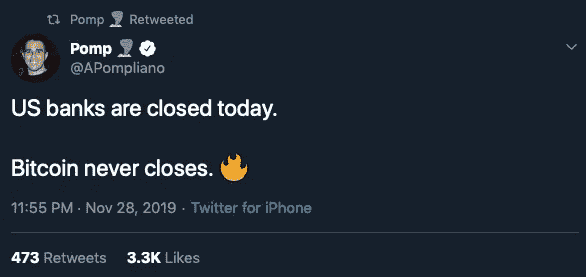 Pomp 🌪 Retweeted
Pomp 🌪
@APompliano
US banks are closed today.
Bitcoin never closes. 🔥
11:55 PM · Nov 28, 2019 · Twitter for iPhone
473 Retweets 3.3K Likes